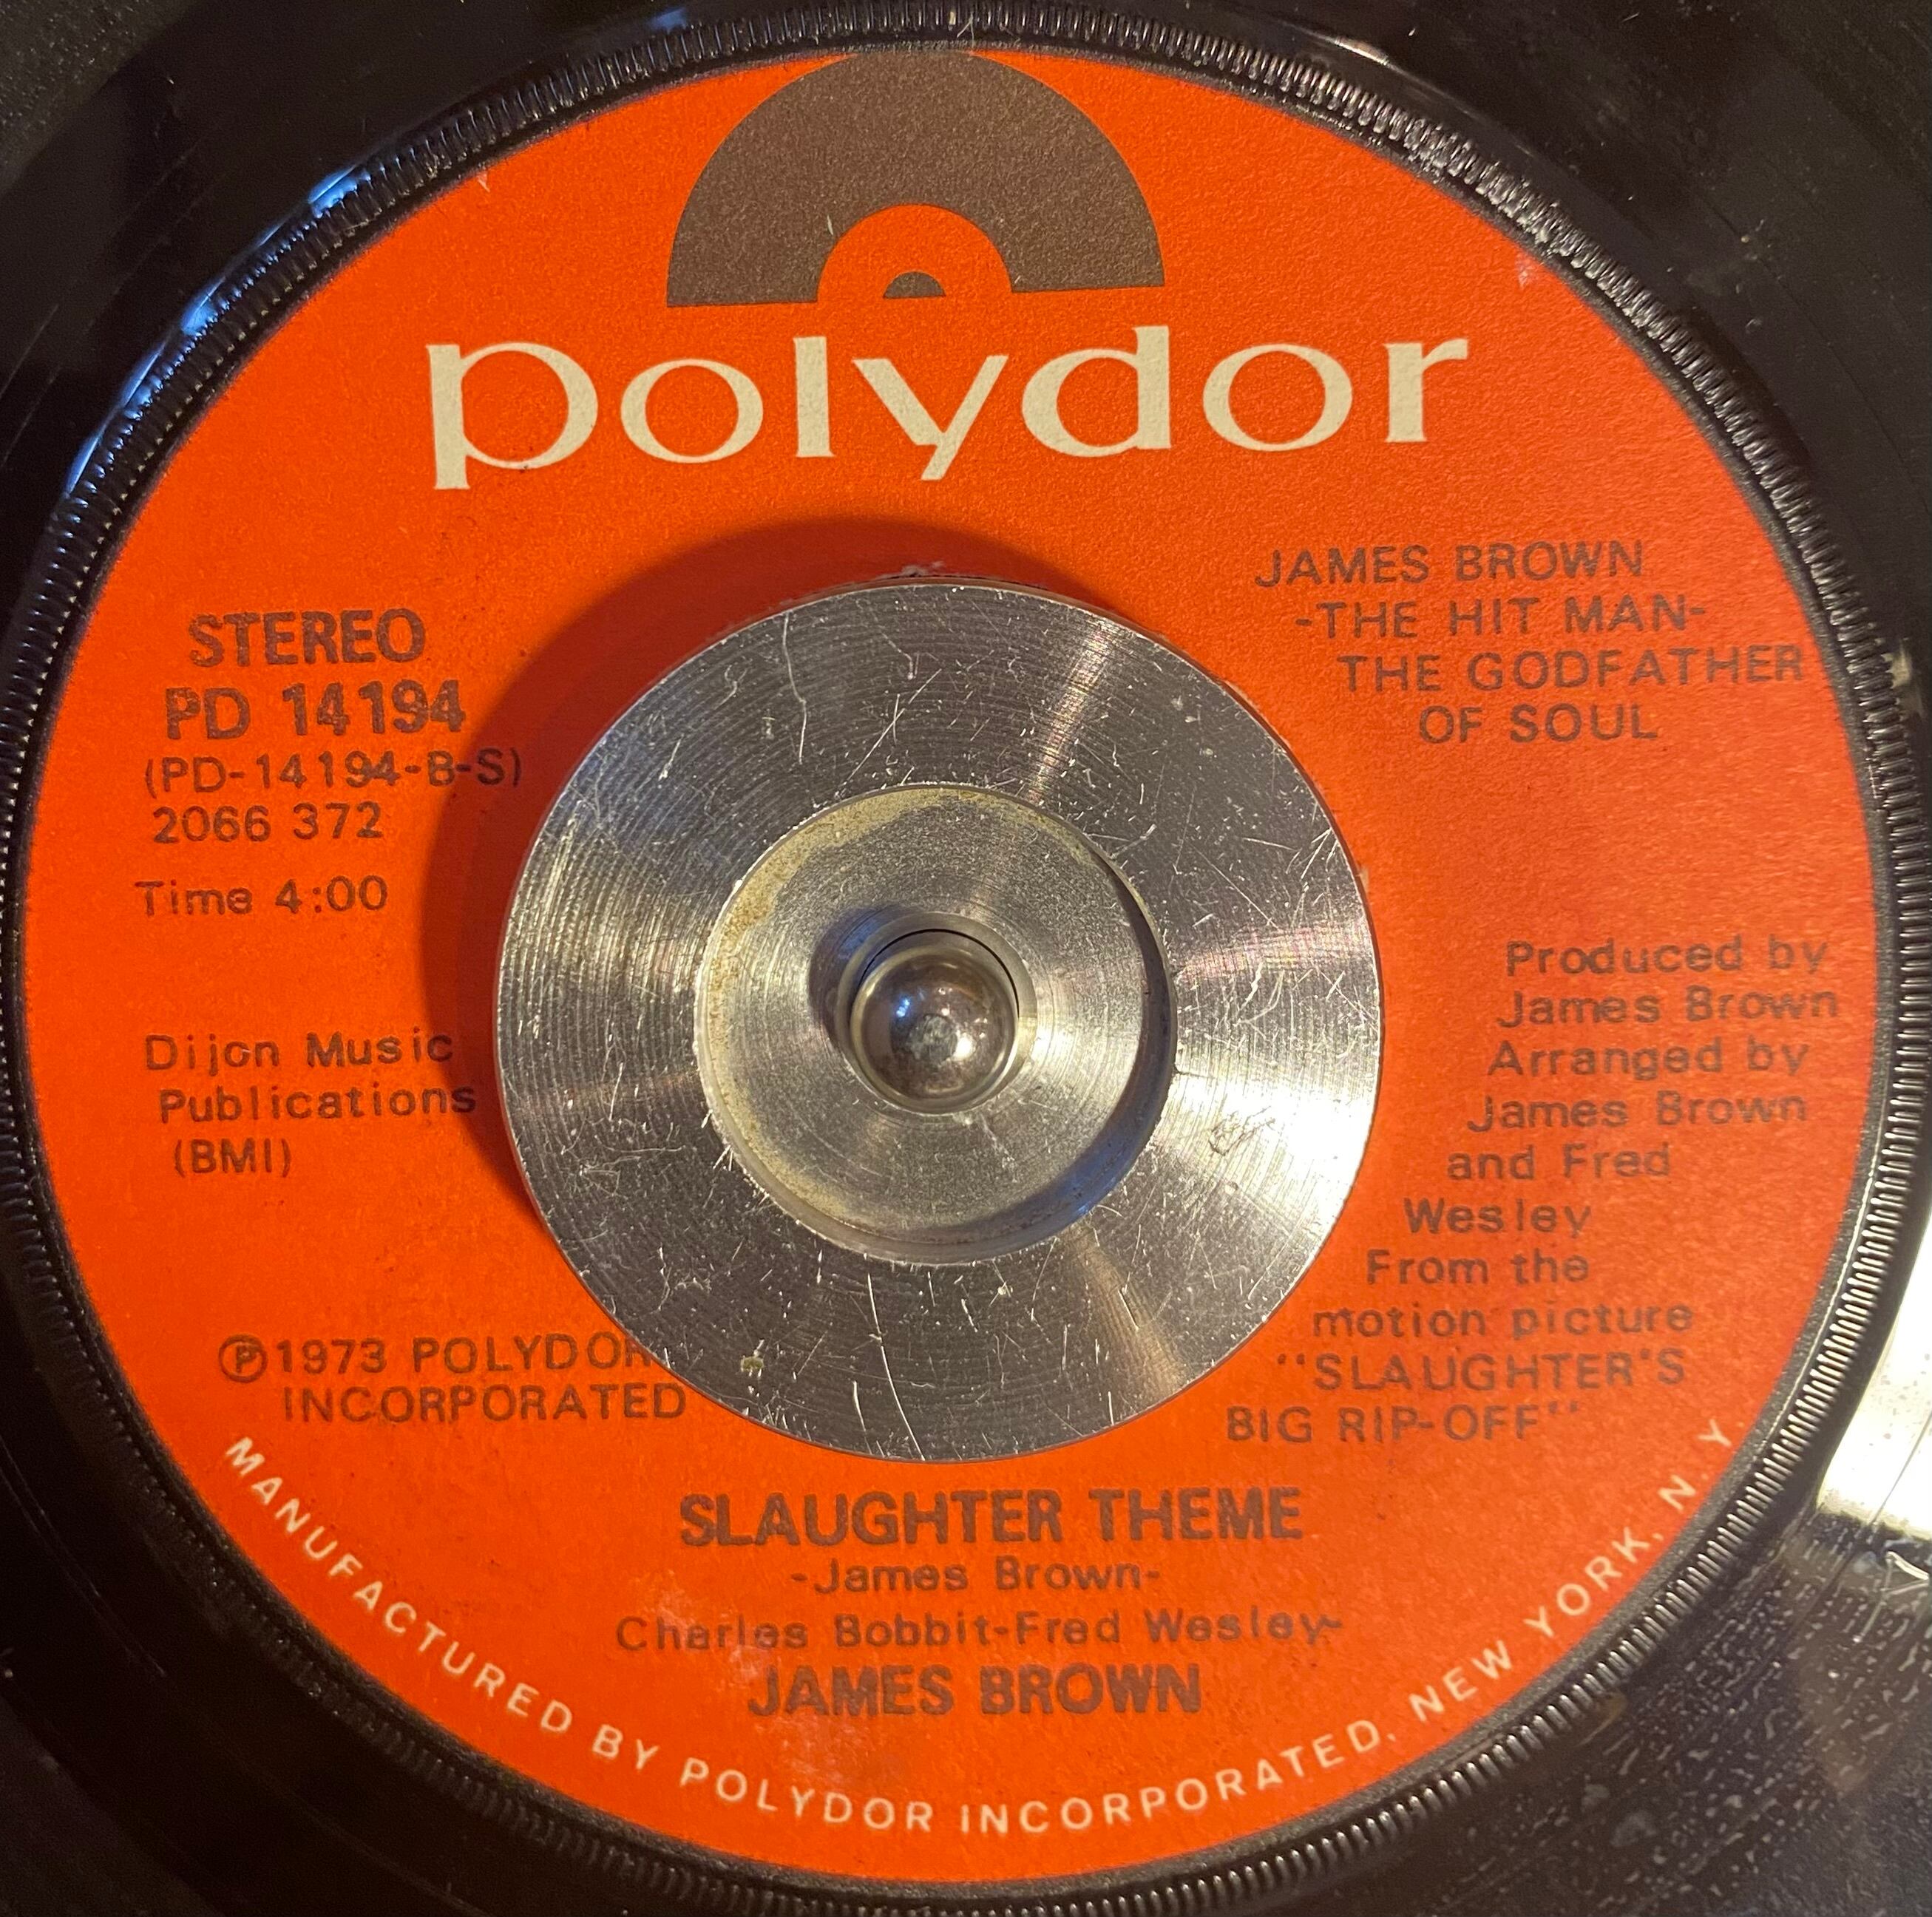 polydor
STEREO
PD 14194
(PD-14194-B-S)
2066 372
Time 4:00
Dijon Music
Publications
(BMI)
℗1973 POLYDOR
INCORPORATED
JAMES BROWN
-THE HIT MAN-
THE GODFATHER
OF SOUL
Produced by
James Brown
Arranged by
James Brown
and Fred
Wesley
From the
motion picture
"SLAUGHTER'S
BIG RIP-OFF"
SLAUGHTER THEME
-James Brown-
Charles Bobbit-Fred Wesley-
JAMES BROWN
MANUFACTURED BY POLYDOR INCORPORATED, NEW YORK, N.Y.